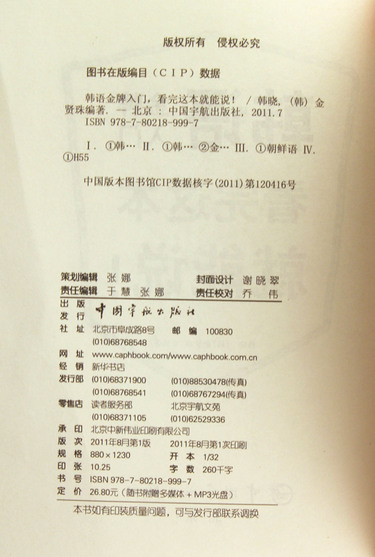 版权所有 侵权必究
图书在版编目(CIP)数据
韩语金牌入门,看完这本就能说! / 韩晓, (韩) 金
贤珠编著. -- 北京 : 中国宇航出版社, 2011.7
ISBN 978-7-80218-999-7
Ⅰ. ①韩… Ⅱ. ①韩… ②金… Ⅲ. ①朝鲜语 Ⅳ.
①H55
中国版本图书馆CIP数据核字(2011)第120416号
策划编辑 张娜 封面设计 谢晓翠
责任编辑 于慧 张娜 责任校对 乔伟
出版
发行 中国宇航出版社
社址 北京市阜成路8号 邮编 100830
(010)68768548
网址 www.caphbook.com/www.caphbook.com.cn
经销 新华书店
发行部 (010)68371900 (010)88530478(传真)
(010)68768541 (010)68767294(传真)
零售店 读者服务部 北京宇航文苑
(010)68371105 (010)62529336
承印 北京中新伟业印刷有限公司
版次 2011年8月第1版 2011年8月第1次印刷
规格 880×1230 开本 1/32
印张 10.25 字数 260千字
书号 ISBN 978-7-80218-999-7
定价 26.80元(随书附赠多媒体+MP3光盘)
本书如有印装质量问题,可与发行部联系调换